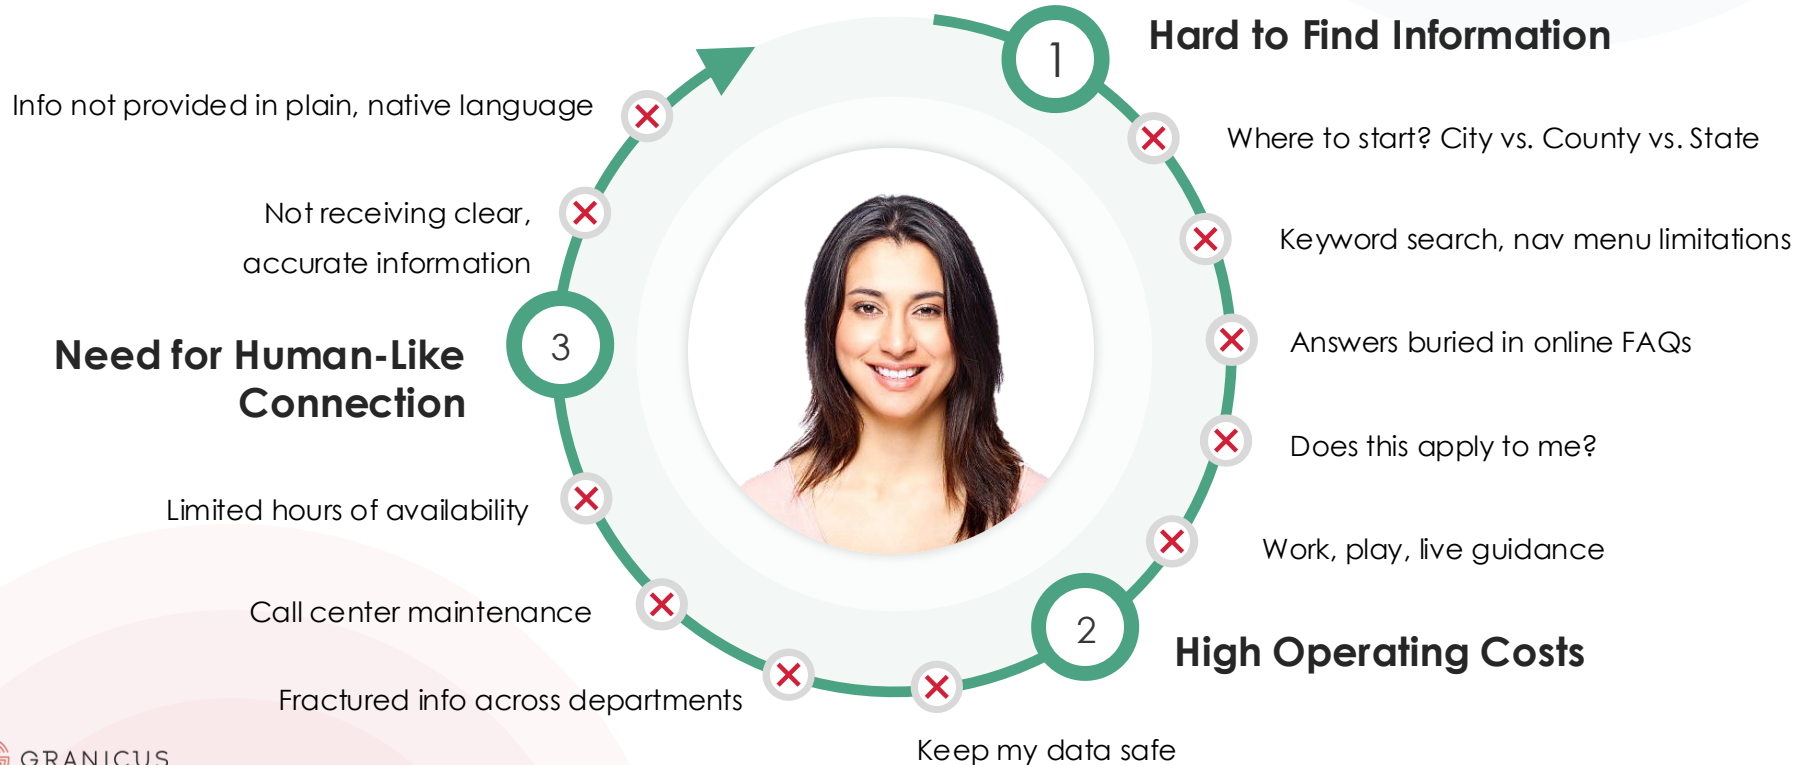 1
Hard to Find Information
Where to start? City vs. County vs. State
Keyword search, nav menu limitations
Answers buried in online FAQs
Does this apply to me?
Work, play, live guidance
2
High Operating Costs
Keep my data safe
Fractured info across departments
Call center maintenance
Limited hours of availability
3
Need for Human-Like
Connection
Not receiving clear,
accurate information
Info not provided in plain, native language
GRANICUS